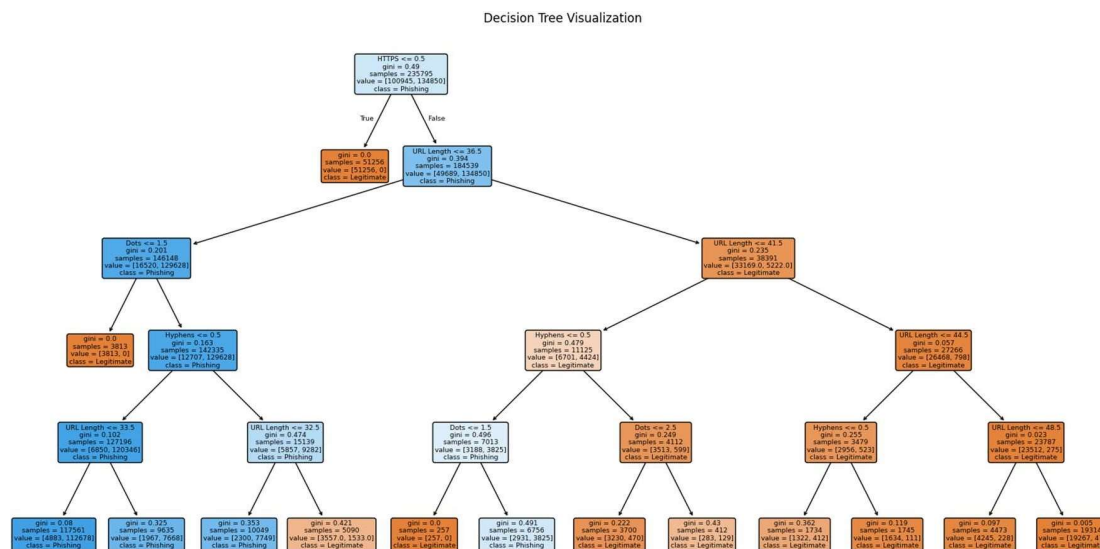 Decision Tree Visualization
HTTPS <= 0.5
gini = 0.49
samples = 235795
value = [100945, 134850]
class = Phishing
True
False
gini = 0.0
samples = 51256
value = [51256, 0]
class = Legitimate
URL Length <= 36.5
gini = 0.394
samples = 184539
value = [49689, 134850]
class = Phishing
Dots <= 1.5
gini = 0.201
samples = 146148
value = [16520, 129628]
class = Phishing
URL Length <= 41.5
gini = 0.235
samples = 38391
value = [33169.0, 5222.0]
class = Legitimate
gini = 0.0
samples = 3813
value = [3813, 0]
class = Legitimate
Hyphens <= 0.5
gini = 0.163
samples = 142335
value = [12707, 129628]
class = Phishing
Hyphens <= 0.5
gini = 0.479
samples = 11125
value = [6701, 4424]
class = Legitimate
URL Length <= 44.5
gini = 0.057
samples = 27266
value = [26468, 798]
class = Legitimate
URL Length <= 33.5
gini = 0.102
samples = 127196
value = [6850, 120346]
class = Phishing
URL Length <= 32.5
gini = 0.474
samples = 15139
value = [5857, 9282]
class = Phishing
Dots <= 1.5
gini = 0.496
samples = 7013
value = [3188, 3825]
class = Phishing
Dots <= 2.5
gini = 0.249
samples = 4112
value = [3513, 599]
class = Legitimate
Hyphens <= 0.5
gini = 0.255
samples = 3479
value = [2956, 523]
class = Legitimate
URL Length <= 48.5
gini = 0.023
samples = 23787
value = [23512, 275]
class = Legitimate
gini = 0.08
samples = 117561
value = [4883, 112678]
class = Phishing
gini = 0.325
samples = 9635
value = [1967, 7668]
class = Phishing
gini = 0.353
samples = 10049
value = [2300, 7749]
class = Phishing
gini = 0.421
samples = 5090
value = [3557.0, 1533.0]
class = Legitimate
gini = 0.0
samples = 257
value = [257, 0]
class = Legitimate
gini = 0.491
samples = 6756
value = [2931, 3825]
class = Phishing
gini = 0.222
samples = 3700
value = [3230, 470]
class = Legitimate
gini = 0.43
samples = 412
value = [283, 129]
class = Legitimate
gini = 0.362
samples = 1734
value = [1322, 412]
class = Legitimate
gini = 0.119
samples = 1745
value = [1634, 111]
class = Legitimate
gini = 0.097
samples = 4473
value = [4245, 228]
class = Legitimate
gini = 0.005
samples = 19314
value = [19267,
class = Legitimate